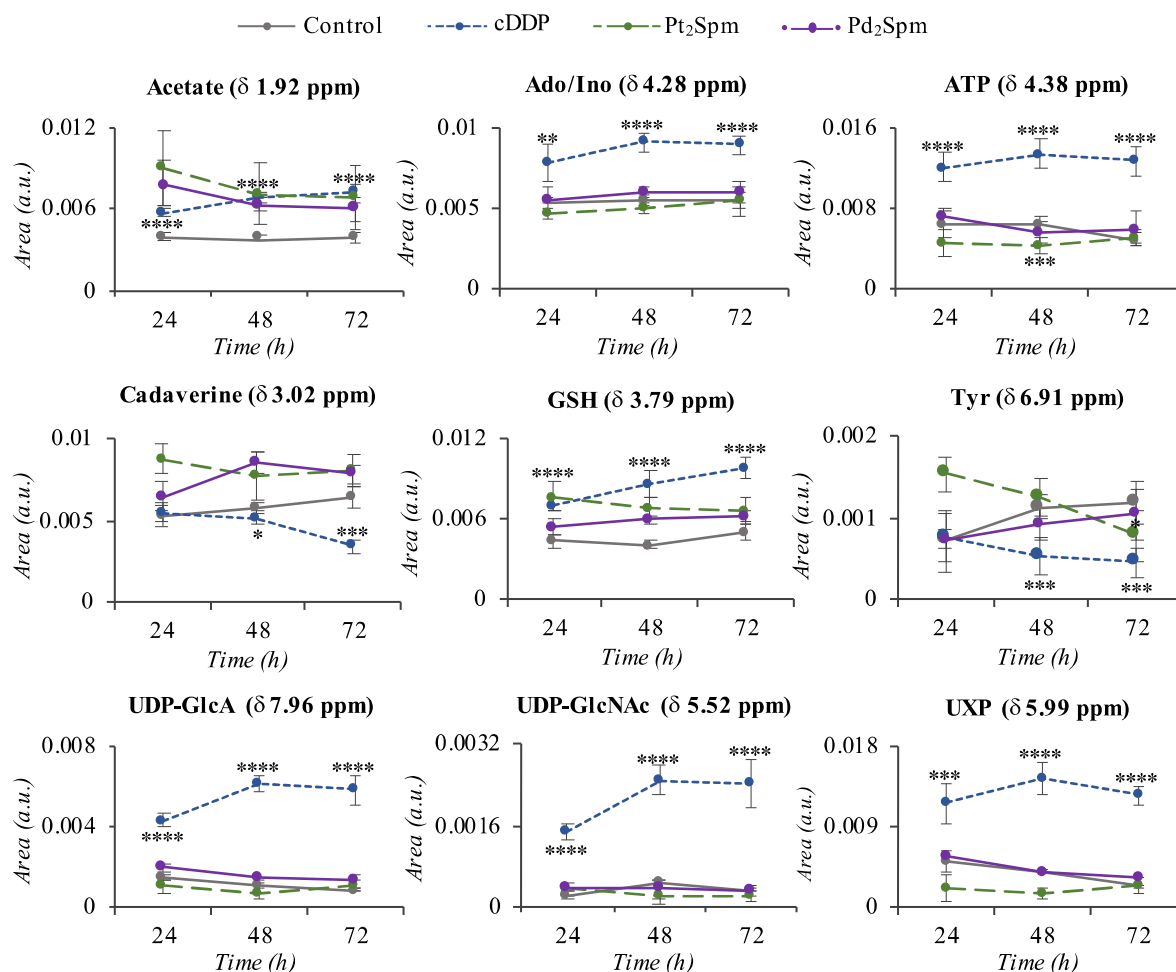 Control cDDP Pt₂Spm Pd₂Spm
Acetate (δ 1.92 ppm)
0.012
0.006
0
Area (a.u.)
****
****
****
24 48 72
Time (h)
Ado/Ino (δ 4.28 ppm)
0.01
0.005
0
Area (a.u.)
**
****
****
24 48 72
Time (h)
ATP (δ 4.38 ppm)
0.016
0.008
0
Area (a.u.)
****
****
****
***
24 48 72
Time (h)
Cadaverine (δ 3.02 ppm)
0.01
0.005
0
Area (a.u.)
*
***
24 48 72
Time (h)
GSH (δ 3.79 ppm)
0.012
0.006
0
Area (a.u.)
****
****
****
24 48 72
Time (h)
Tyr (δ 6.91 ppm)
0.002
0.001
0
Area (a.u.)
*
***
***
24 48 72
Time (h)
UDP-GlcA (δ 7.96 ppm)
0.008
0.004
0
Area (a.u.)
****
****
****
24 48 72
Time (h)
UDP-GlcNAc (δ 5.52 ppm)
0.0032
0.0016
0
Area (a.u.)
****
****
****
24 48 72
Time (h)
UXP (δ 5.99 ppm)
0.018
0.009
0
Area (a.u.)
***
****
****
24 48 72
Time (h)